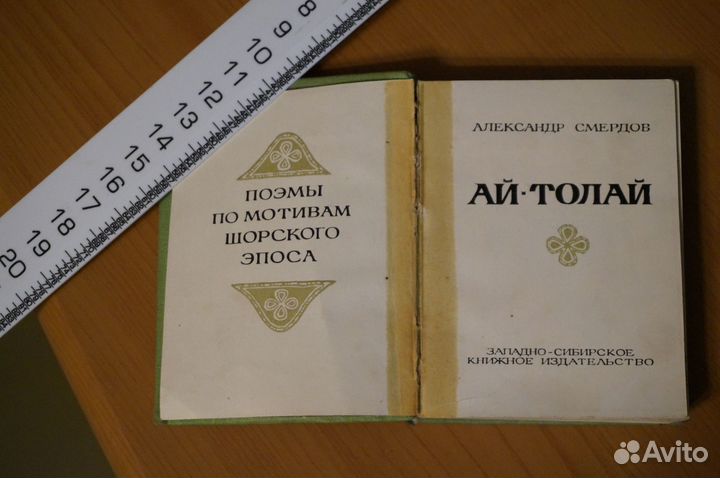 8
9
10
11
12
13
14
15
16
17
18
19
20
ПОЭМЫ
ПО МОТИВАМ
ШОРСКОГО
ЭПОСА
АЛЕКСАНДР СМЕРДОВ
АЙ·ТОЛАЙ
ЗАПАДНО-СИБИРСКОЕ
КНИЖНОЕ ИЗДАТЕЛЬСТВО
Avito